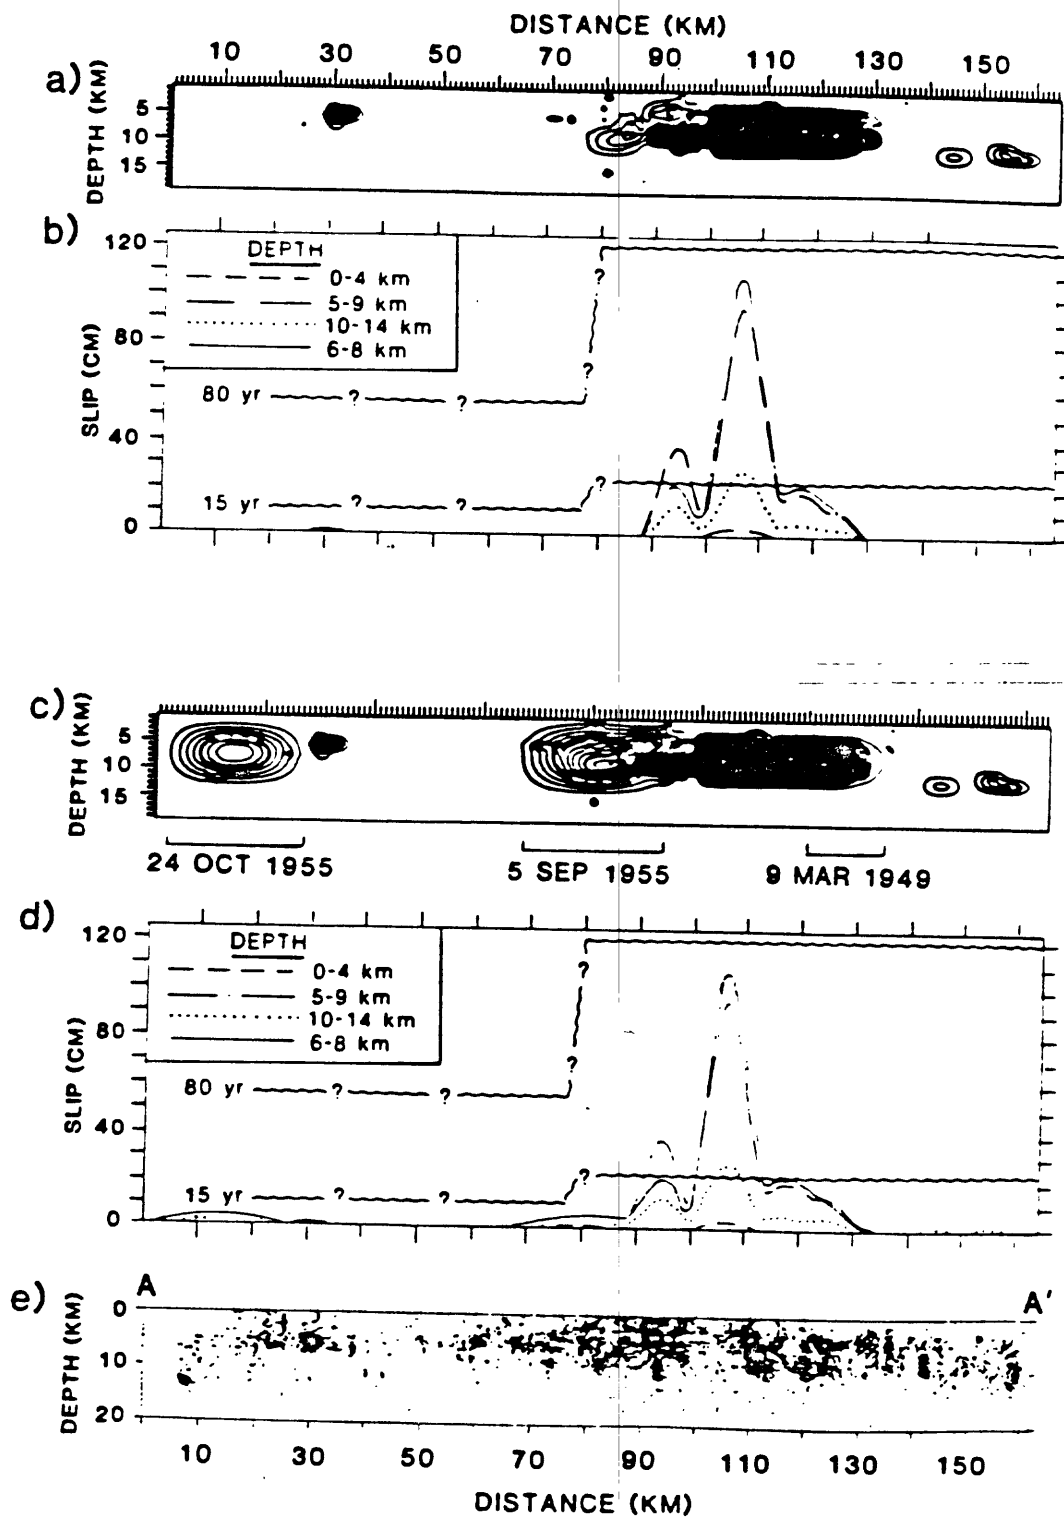 DISTANCE (KM)
10 30 50 70 90 110 130 150
a)
DEPTH (KM)
5
10
15
b)
SLIP (CM)
120
80
40
0
DEPTH
0-4 km
5-9 km
10-14 km
6-8 km
80 yr ? ? ? ?
15 yr ? ? ?
c)
DEPTH (KM)
5
10
15
24 OCT 1955 5 SEP 1955 9 MAR 1949
d)
SLIP (CM)
120
80
40
0
DEPTH
0-4 km
5-9 km
10-14 km
6-8 km
80 yr ? ? ? ?
15 yr ? ? ?
e)
A A'
DEPTH (KM)
0
10
20
10 30 50 70 90 110 130 150
DISTANCE (KM)